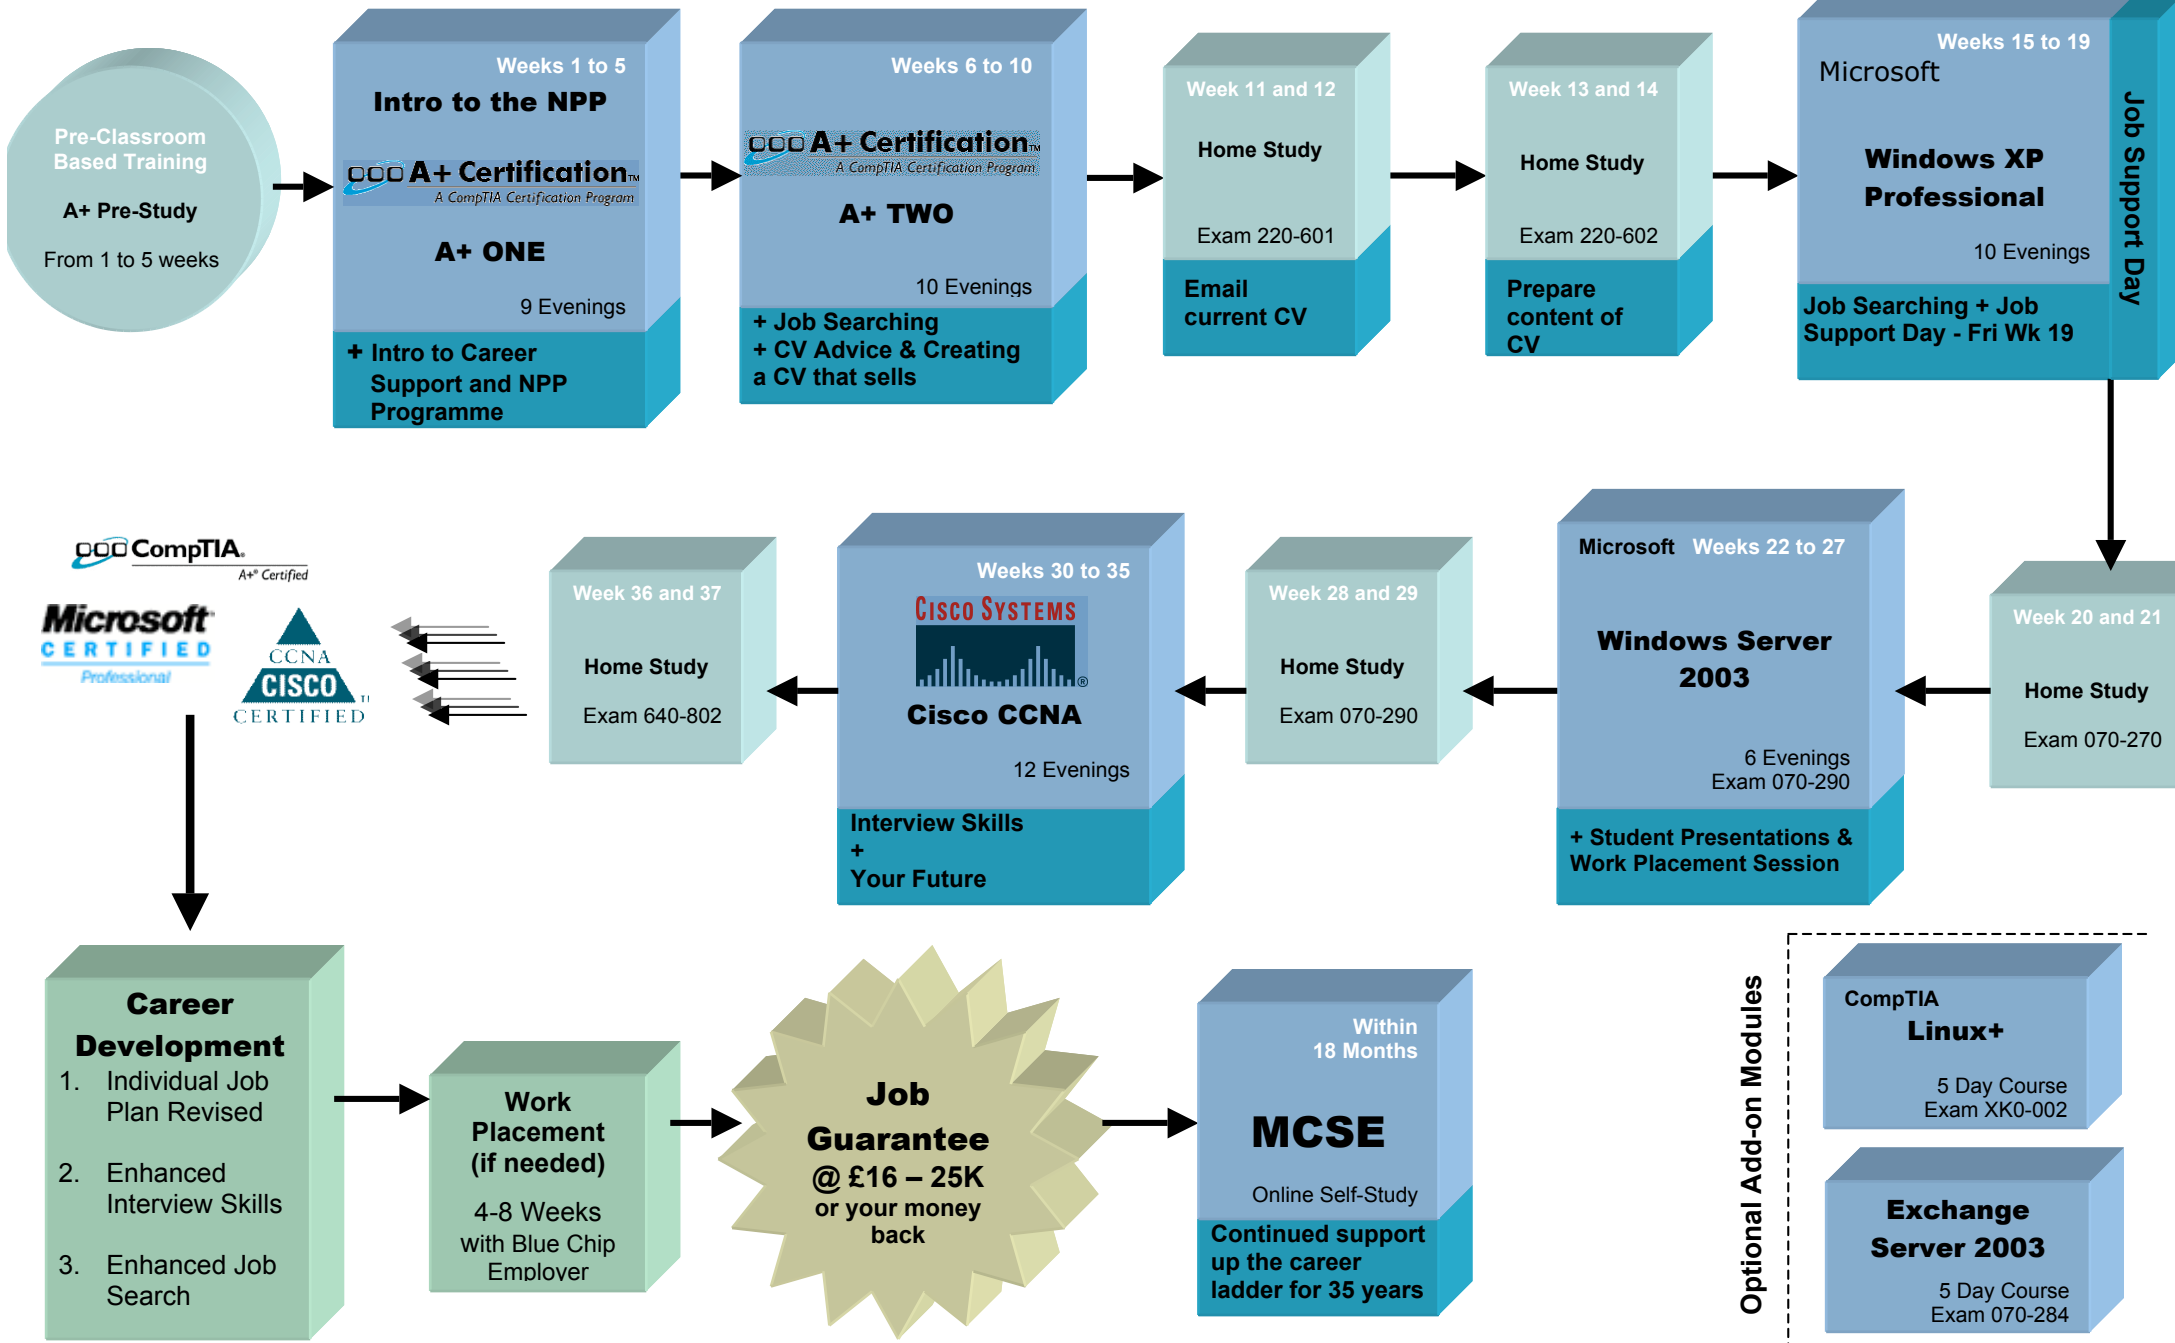 Pre-Classroom
Based Training
A+ Pre-Study
From 1 to 5 weeks
Weeks 1 to 5
Intro to the NPP
A+ Certification TM
A CompTIA Certification Program
A+ ONE
9 Evenings
+ Intro to Career
Support and NPP
Programme
Weeks 6 to 10
A+ Certification TM
A CompTIA Certification Program
A+ TWO
10 Evenings
+ Job Searching
+ CV Advice & Creating
a CV that sells
Week 11 and 12
Home Study
Exam 220-601
Email
current CV
Week 13 and 14
Home Study
Exam 220-602
Prepare
content of
CV
Weeks 15 to 19
Microsoft
Windows XP
Professional
10 Evenings
Job Searching + Job
Support Day - Fri Wk 19
Job Support Day
Week 20 and 21
Home Study
Exam 070-270
Microsoft Weeks 22 to 27
Windows Server
2003
6 Evenings
Exam 070-290
+ Student Presentations &
Work Placement Session
Week 28 and 29
Home Study
Exam 070-290
Weeks 30 to 35
CISCO SYSTEMS
®
Cisco CCNA
12 Evenings
Interview Skills
+
Your Future
Week 36 and 37
Home Study
Exam 640-802
CompTIA.
A+® Certified
Microsoft
CERTIFIED
Professional
CCNA
CISCO
CERTIFIED
Career
Development
1. Individual Job
Plan Revised
2. Enhanced
Interview Skills
3. Enhanced Job
Search
Work
Placement
(if needed)
4-8 Weeks
with Blue Chip
Employer
Job
Guarantee
@ £16 – 25K
or your money
back
Within
18 Months
MCSE
Online Self-Study
Continued support
up the career
ladder for 35 years
Optional Add-on Modules
CompTIA
Linux+
5 Day Course
Exam XK0-002
Exchange
Server 2003
5 Day Course
Exam 070-284